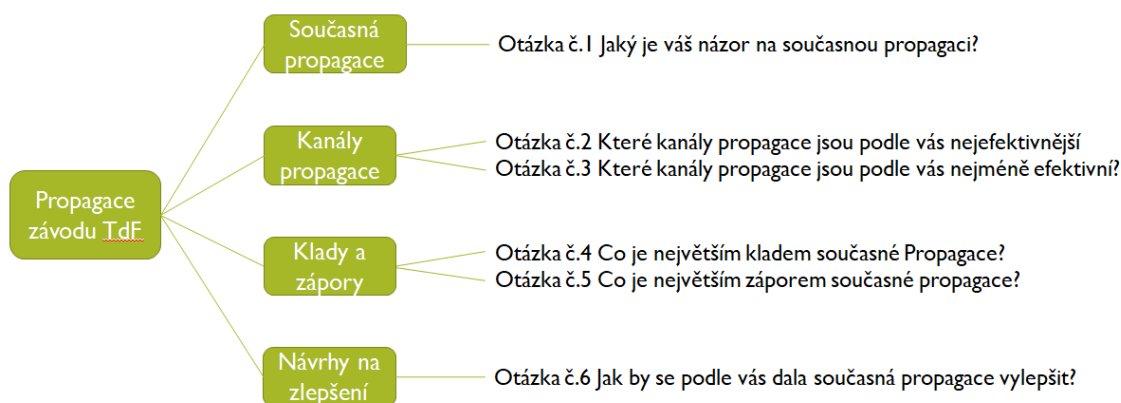 Současná
propagace
Otázka č.1 Jaký je váš názor na současnou propagaci?
Kanály
propagace
Otázka č.2 Které kanály propagace jsou podle vás nejefektivnější
Otázka č.3 Které kanály propagace jsou podle vás nejméně efektivní?
Propagace
závodu TdF
Klady a
zápory
Otázka č.4 Co je největším kladem současné Propagace?
Otázka č.5 Co je největším záporem současné propagace?
Návrhy na
zlepšení
Otázka č.6 Jak by se podle vás dala současná propagace vylepšit?